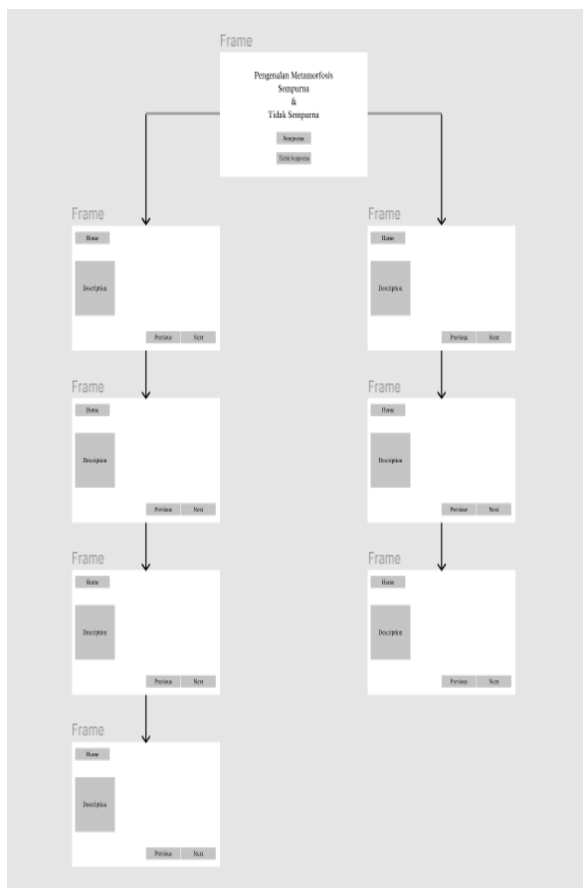 Frame
Pengenalan Metamorfosis
Sempurna
&
Tidak Sempurna
Sempurna
Tidak Sempurna
Frame
Home
Description
Previous Next
Frame
Home
Description
Previous Next
Frame
Home
Description
Previous Next
Frame
Home
Description
Previous Next
Frame
Home
Description
Previous Next
Frame
Home
Description
Previous Next
Frame
Home
Description
Previous Next